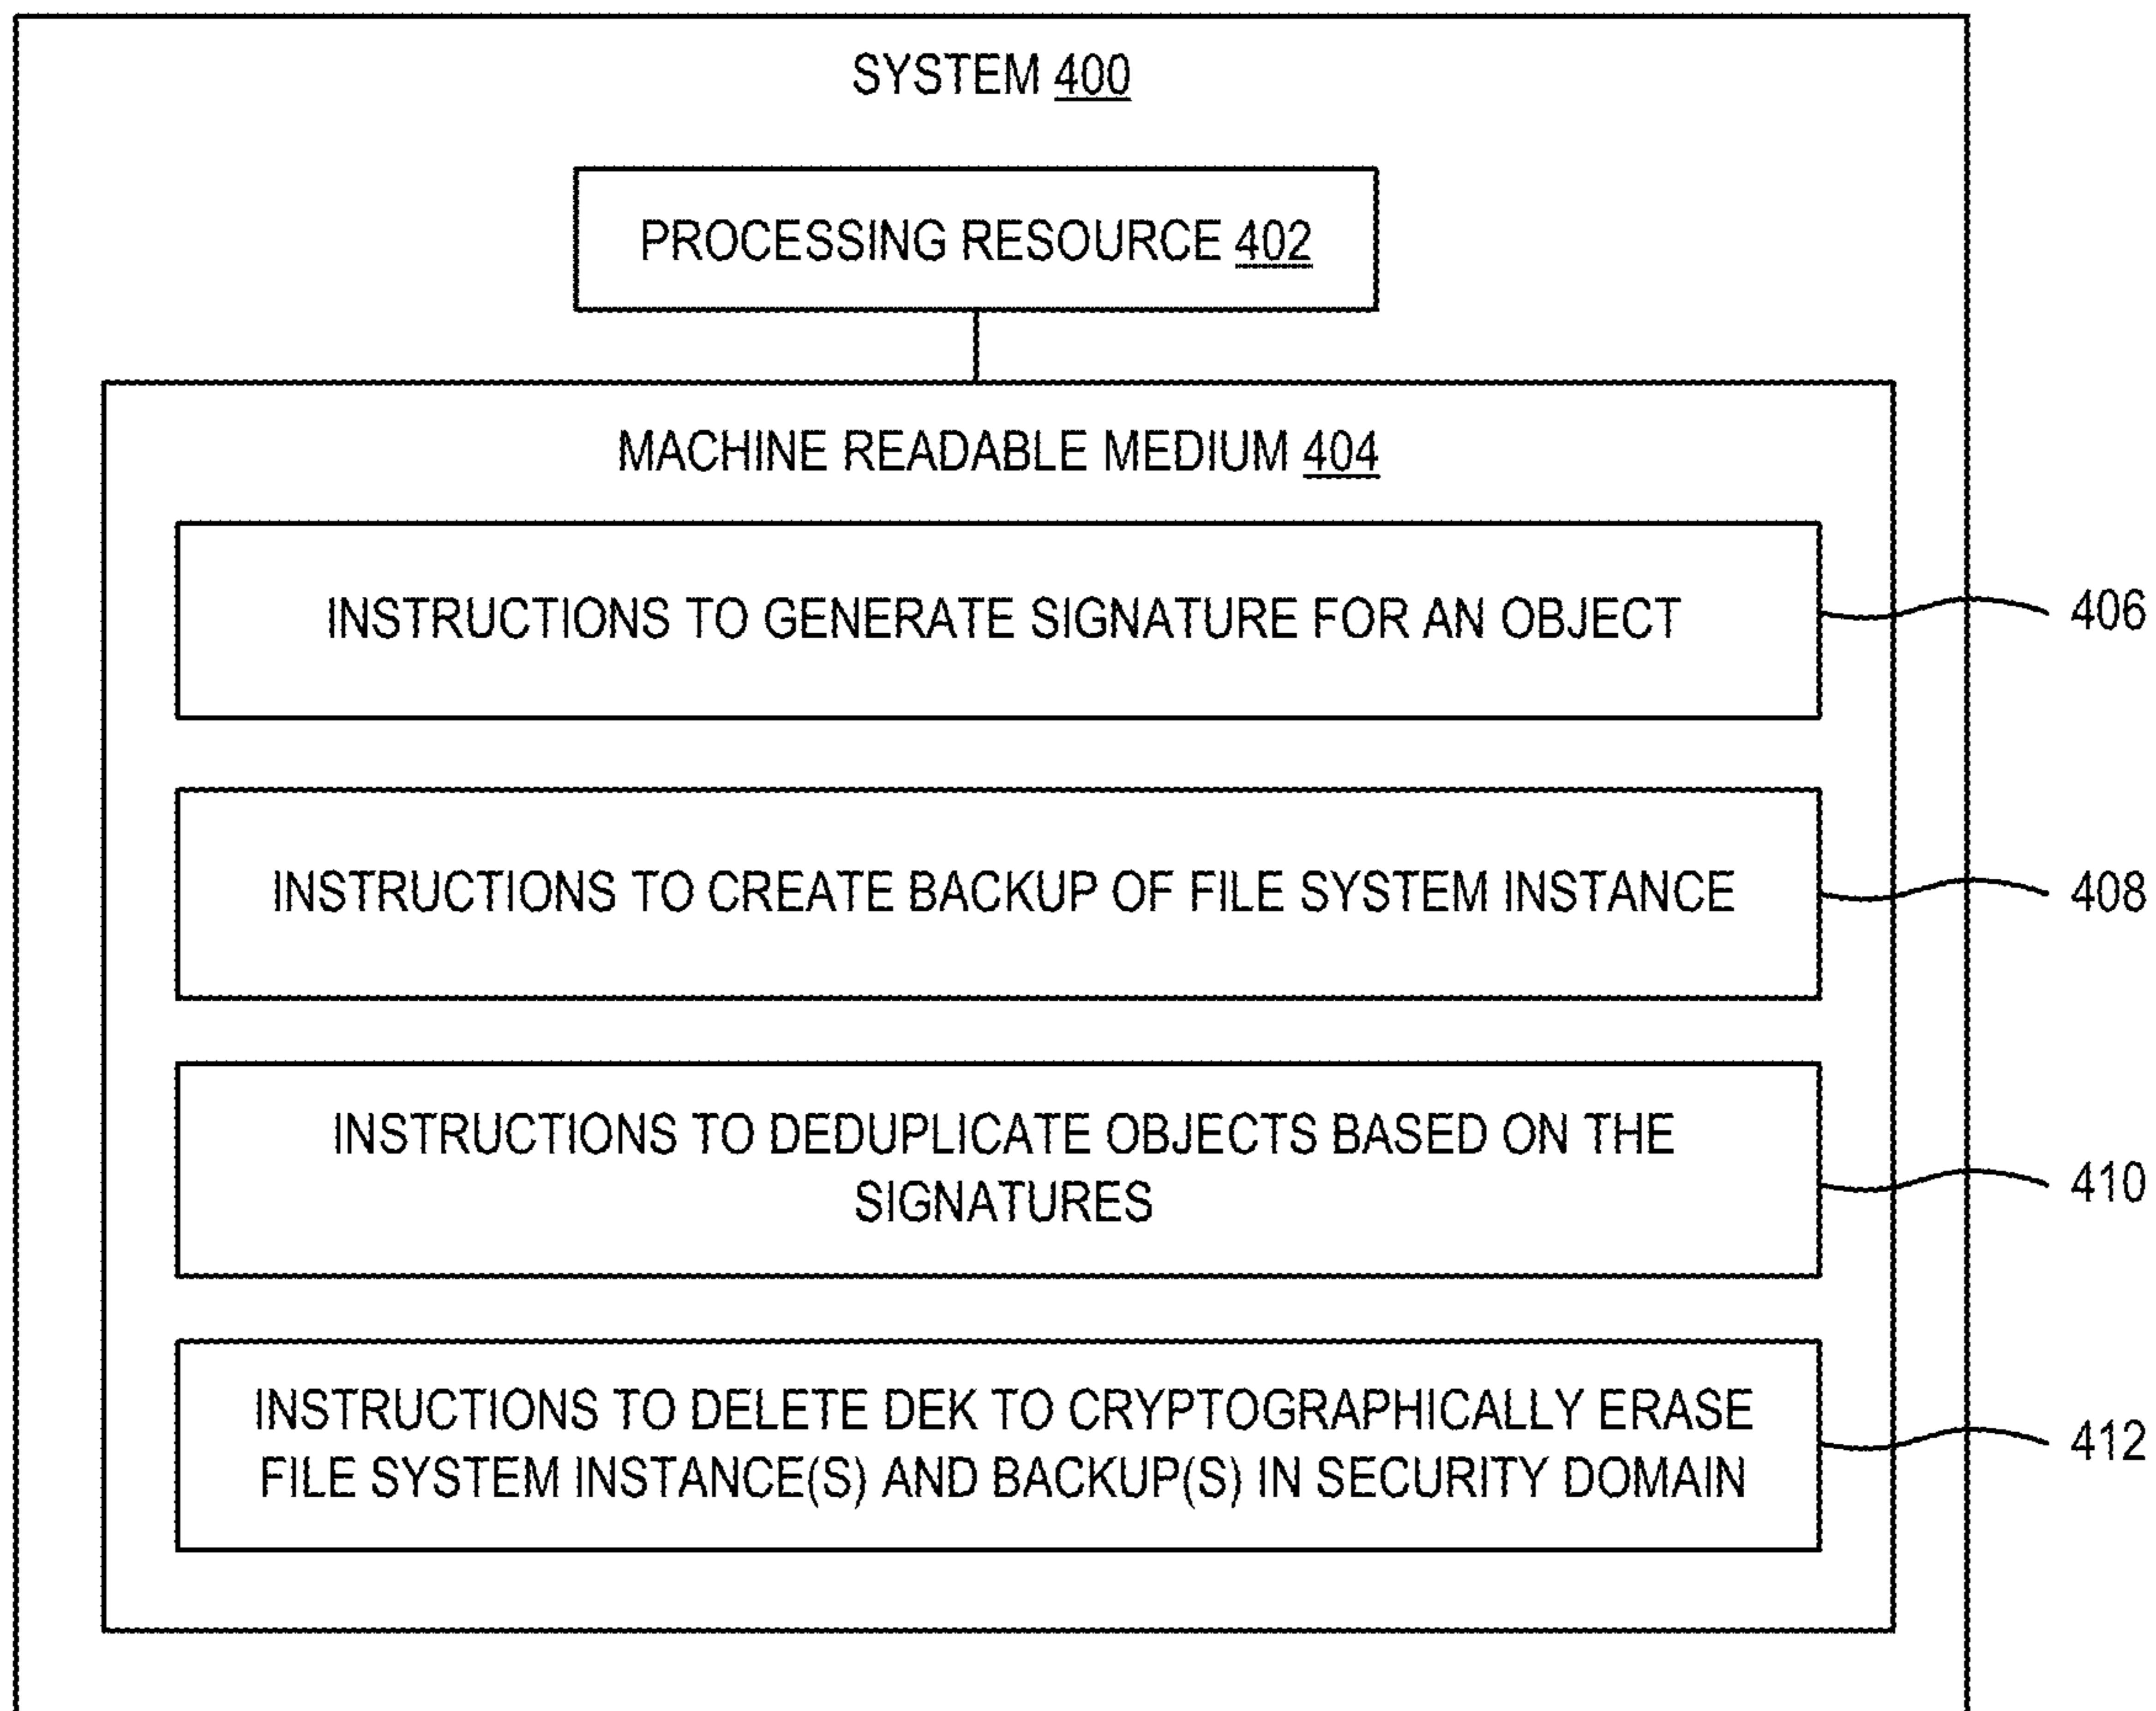 SYSTEM 400
PROCESSING RESOURCE 402
MACHINE READABLE MEDIUM 404
INSTRUCTIONS TO GENERATE SIGNATURE FOR AN OBJECT
406
INSTRUCTIONS TO CREATE BACKUP OF FILE SYSTEM INSTANCE
408
INSTRUCTIONS TO DEDUPLICATE OBJECTS BASED ON THE
SIGNATURES
410
INSTRUCTIONS TO DELETE DEK TO CRYPTOGRAPHICALLY ERASE
FILE SYSTEM INSTANCE(S) AND BACKUP(S) IN SECURITY DOMAIN
412